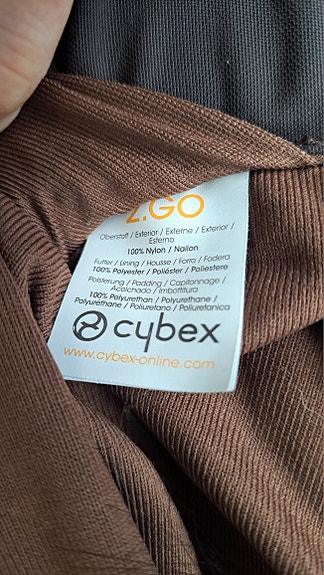 2.GO
Oberstoff / Exterior / Externe / Exterior /
Esterno
100% Nylon / Nailon
Futter / Lining / Housse / Forro / Fodera
100% Polyester / Poliéster / Poliestere
Polsterung / Padding / Capitonnage /
Acolchado / Imbottitura
100% Polyurethan / Polyurethane /
Polyuréthane / Poliuretano / Poliuretanica
cybex
www.cybex-online.com